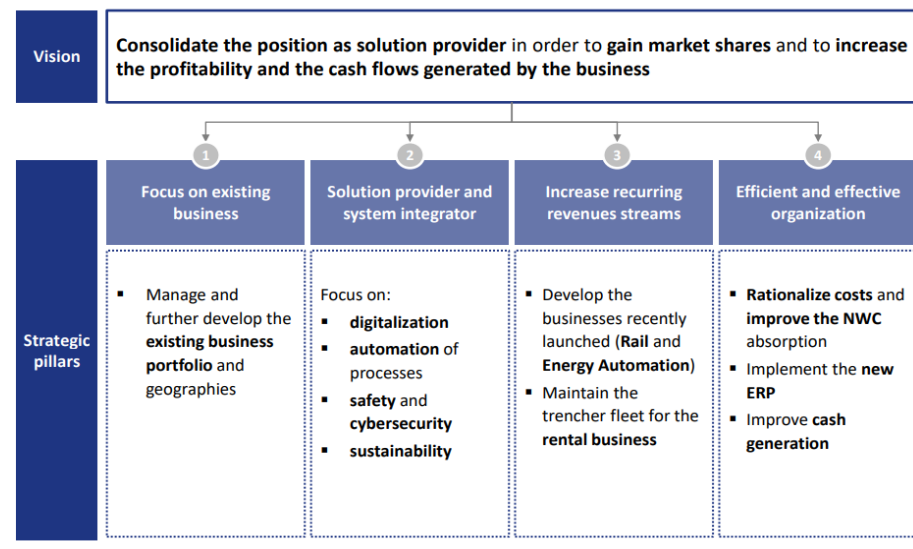 Vision
Consolidate the position as solution provider in order to gain market shares and to increase
the profitability and the cash flows generated by the business
Strategic
pillars
1
Focus on existing
business
▪ Manage and
further develop the
existing business
portfolio and
geographies
2
Solution provider and
system integrator
Focus on:
▪ digitalization
▪ automation of
processes
▪ safety and
cybersecurity
▪ sustainability
3
Increase recurring
revenues streams
▪ Develop the
businesses recently
launched (Rail and
Energy Automation)
▪ Maintain the
trencher fleet for the
rental business
4
Efficient and effective
organization
▪ Rationalize costs and
improve the NWC
absorption
▪ Implement the new
ERP
▪ Improve cash
generation